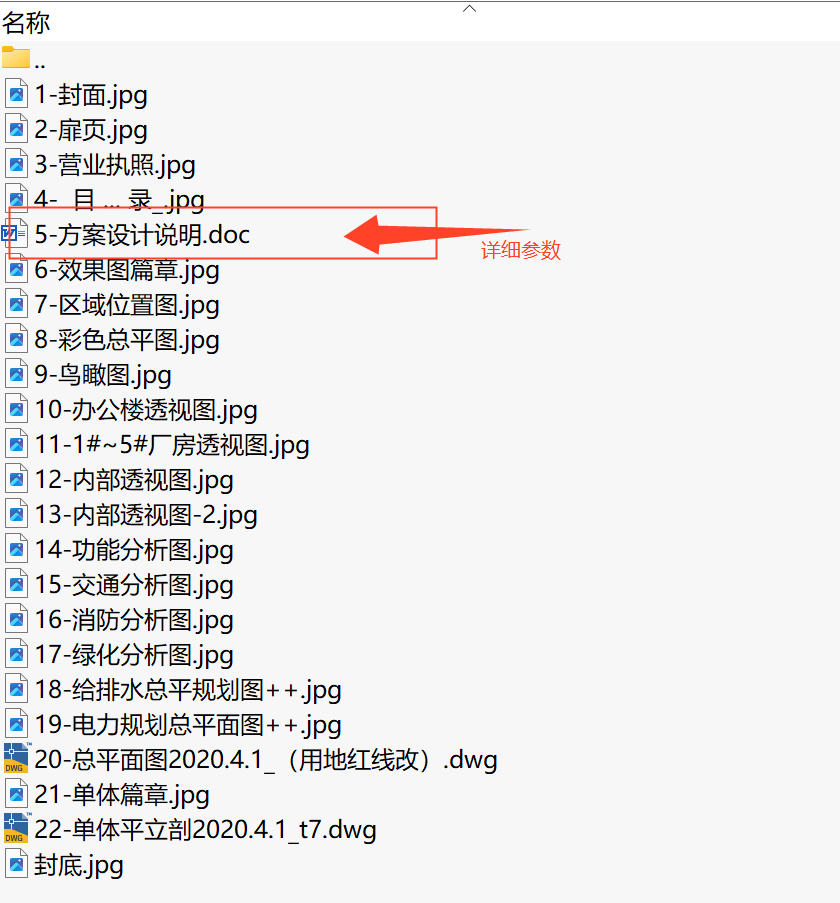 名称
..
1-封面.jpg
2-扉页.jpg
3-营业执照.jpg
4- 目 ... 录_.jpg
5-方案设计说明.doc
详细参数
6-效果图篇章.jpg
7-区域位置图.jpg
8-彩色总平图.jpg
9-鸟瞰图.jpg
10-办公楼透视图.jpg
11-1#~5#厂房透视图.jpg
12-内部透视图.jpg
13-内部透视图-2.jpg
14-功能分析图.jpg
15-交通分析图.jpg
16-消防分析图.jpg
17-绿化分析图.jpg
18-给排水总平规划图++.jpg
19-电力规划总平面图++.jpg
DWG 20-总平面图2020.4.1_（用地红线改）.dwg
21-单体篇章.jpg
DWG 22-单体平立剖2020.4.1_t7.dwg
封底.jpg